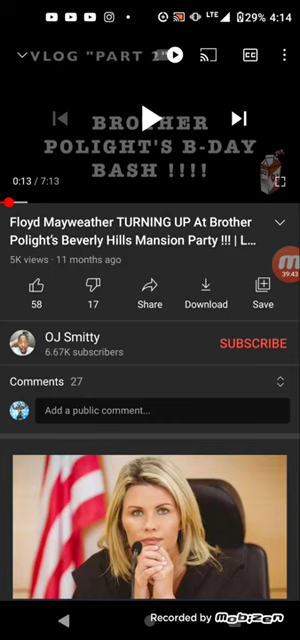 LTE 29% 4:14
VLOG "PART 2"
CC
BROTHER
POLIGHT'S B-DAY
BASH !!!!
0:13 / 7:13
Floyd Mayweather TURNING UP At Brother
Polight's Beverly Hills Mansion Party !!! | L...
5K views · 11 months ago
39:43
58 17 Share Download Save
OJ Smitty
6.67K subscribers
SUBSCRIBE
Comments 27
Add a public comment...
Recorded by Mobizen